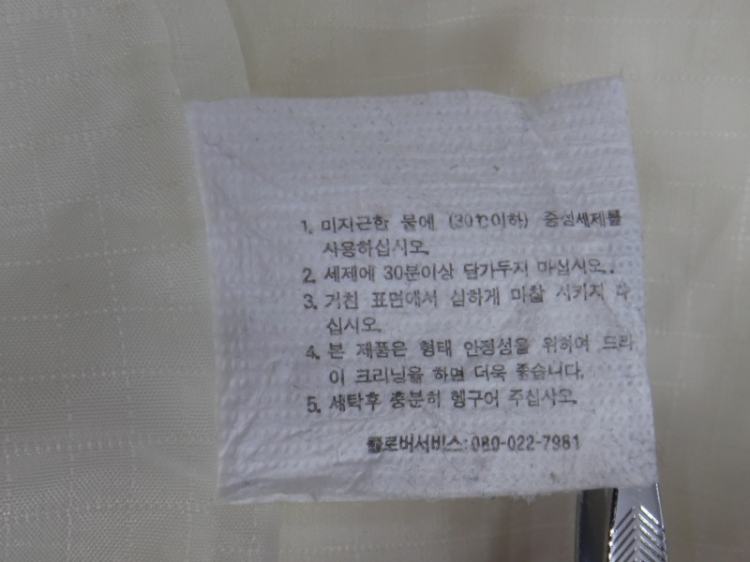 1. 미지근한 물에 (30℃이하) 중성세제를
사용하십시오.
2. 세제에 30분이상 담가두지 마십시오.
3. 거친 표면에서 심하게 마찰 시키지 마
십시오.
4. 본 제품은 형태 안정성을 위하여 드라
이 크리닝을 하면 더욱 좋습니다.
5. 세탁후 충분히 헹구어 주십시오.
클로버서비스:080-022-7981